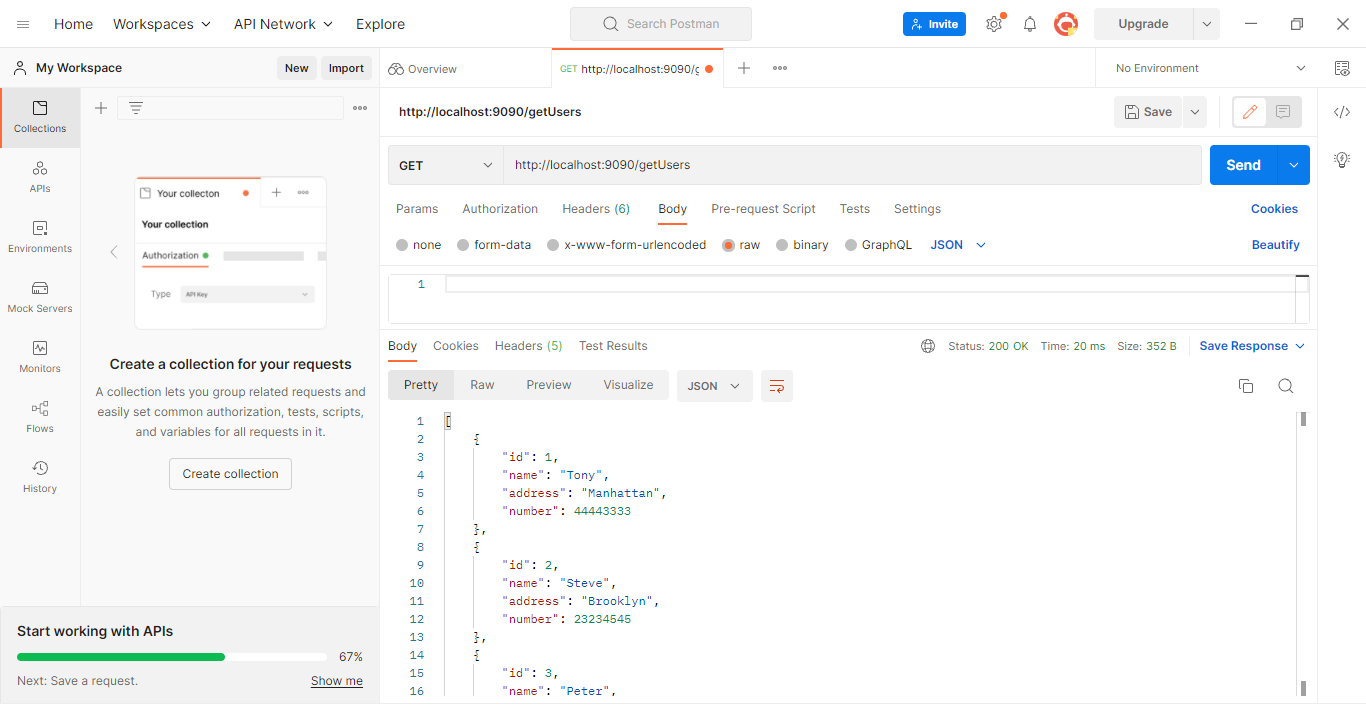 Home Workspaces API Network Explore Search Postman Invite Upgrade
My Workspace New Import Overview GET http://localhost:9090/g No Environment
Collections
APIs
Environments
Mock Servers
Monitors
Flows
History
Your collecton
Your collection
Authorization
Type API Key
Create a collection for your requests
A collection lets you group related requests and
easily set common authorization, tests, scripts,
and variables for all requests in it.
Create collection
Start working with APIs
67%
Next: Save a request. Show me
http://localhost:9090/getUsers Save
GET http://localhost:9090/getUsers Send
Params Authorization Headers (6) Body Pre-request Script Tests Settings Cookies
none form-data x-www-form-urlencoded raw binary GraphQL JSON Beautify
1
Body Cookies Headers (5) Test Results Status: 200 OK Time: 20 ms Size: 352 B Save Response
Pretty Raw Preview Visualize JSON
1 [
2 {
3 "id": 1,
4 "name": "Tony",
5 "address": "Manhattan",
6 "number": 44443333
7 },
8 {
9 "id": 2,
10 "name": "Steve",
11 "address": "Brooklyn",
12 "number": 23234545
13 },
14 {
15 "id": 3,
16 "name": "Peter",